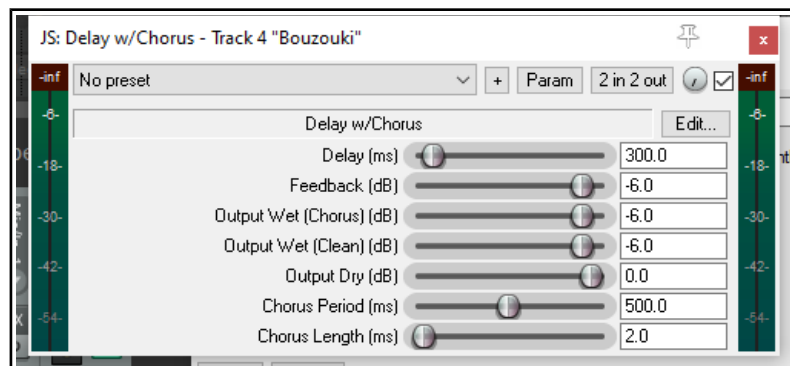 JS: Delay w/Chorus - Track 4 "Bouzouki"
x
-inf No preset + Param 2 in 2 out -inf
-6- Delay w/Chorus Edit... -6-
Delay (ms) 300.0
-18- -18-
Feedback (dB) -6.0
-30- Output Wet (Chorus) (dB) -6.0 -30-
Output Wet (Clean) (dB) -6.0
-42- Output Dry (dB) 0.0 -42-
Chorus Period (ms) 500.0
-54- -54-
Chorus Length (ms) 2.0